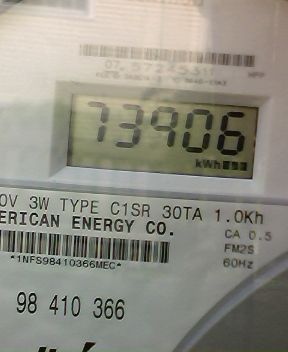 73906
kWh
0V 3W TYPE C1SR 30TA 1.0Kh
ERICAN ENERGY CO.
CA 0.5
FM2S
*1NFS98410366MEC*
60Hz
98 410 366